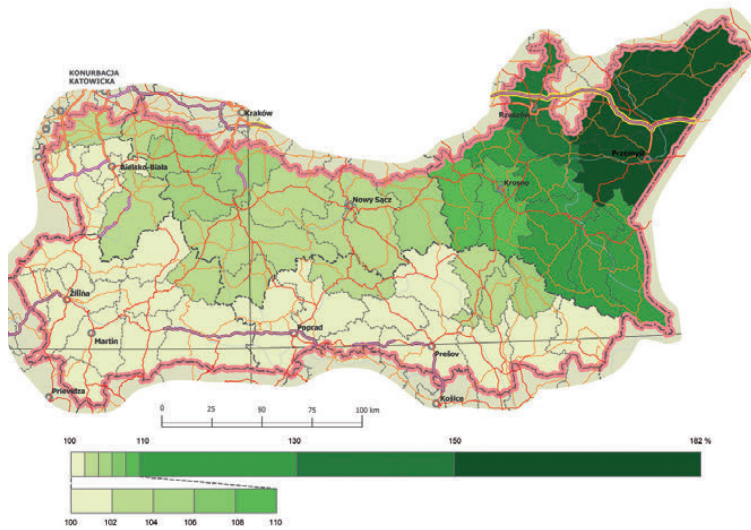 KONURBACJA
KATOWICKA
Kraków
Rzeszów
Bielsko-Biała
Przemyśl
Krosno
Nowy Sącz
Žilina
Martin
Poprad
Prešov
Prievidza
Košice
0 25 50 75 100 km
100 110 130 150 182 %
100 102 104 106 108 110